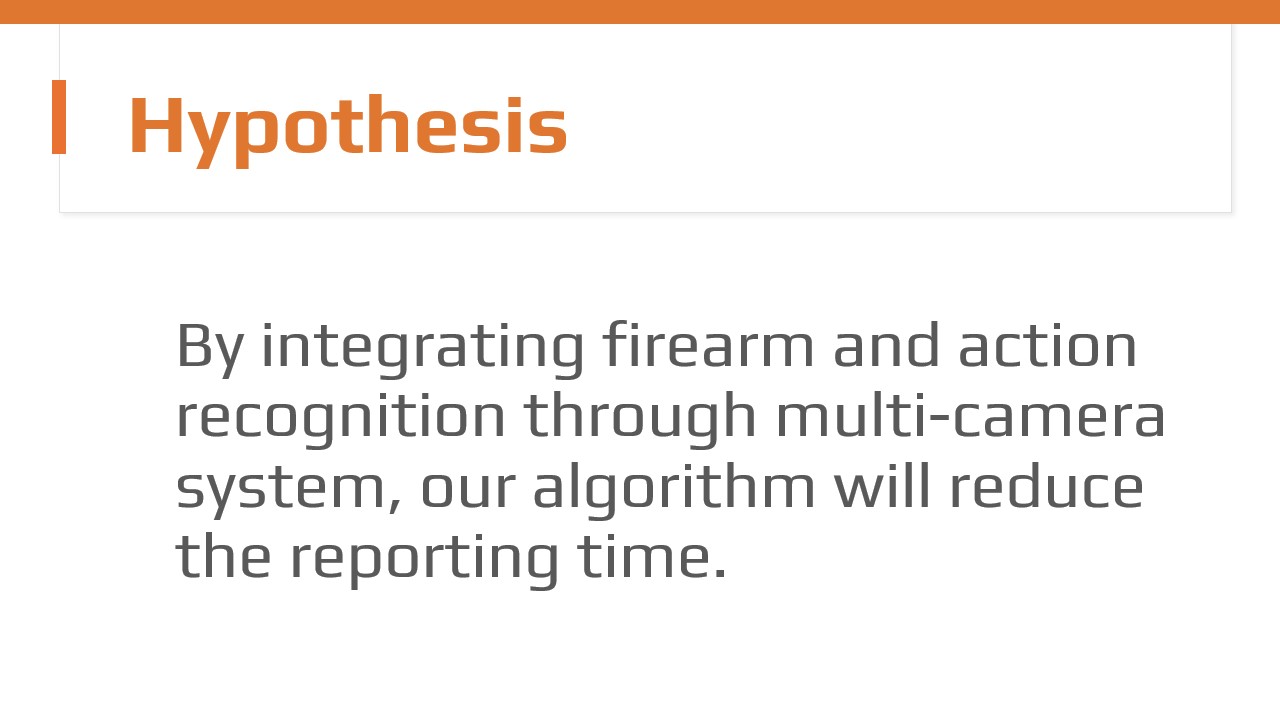 Hypothesis
By integrating firearm and action
recognition through multi-camera
system, our algorithm will reduce
the reporting time.